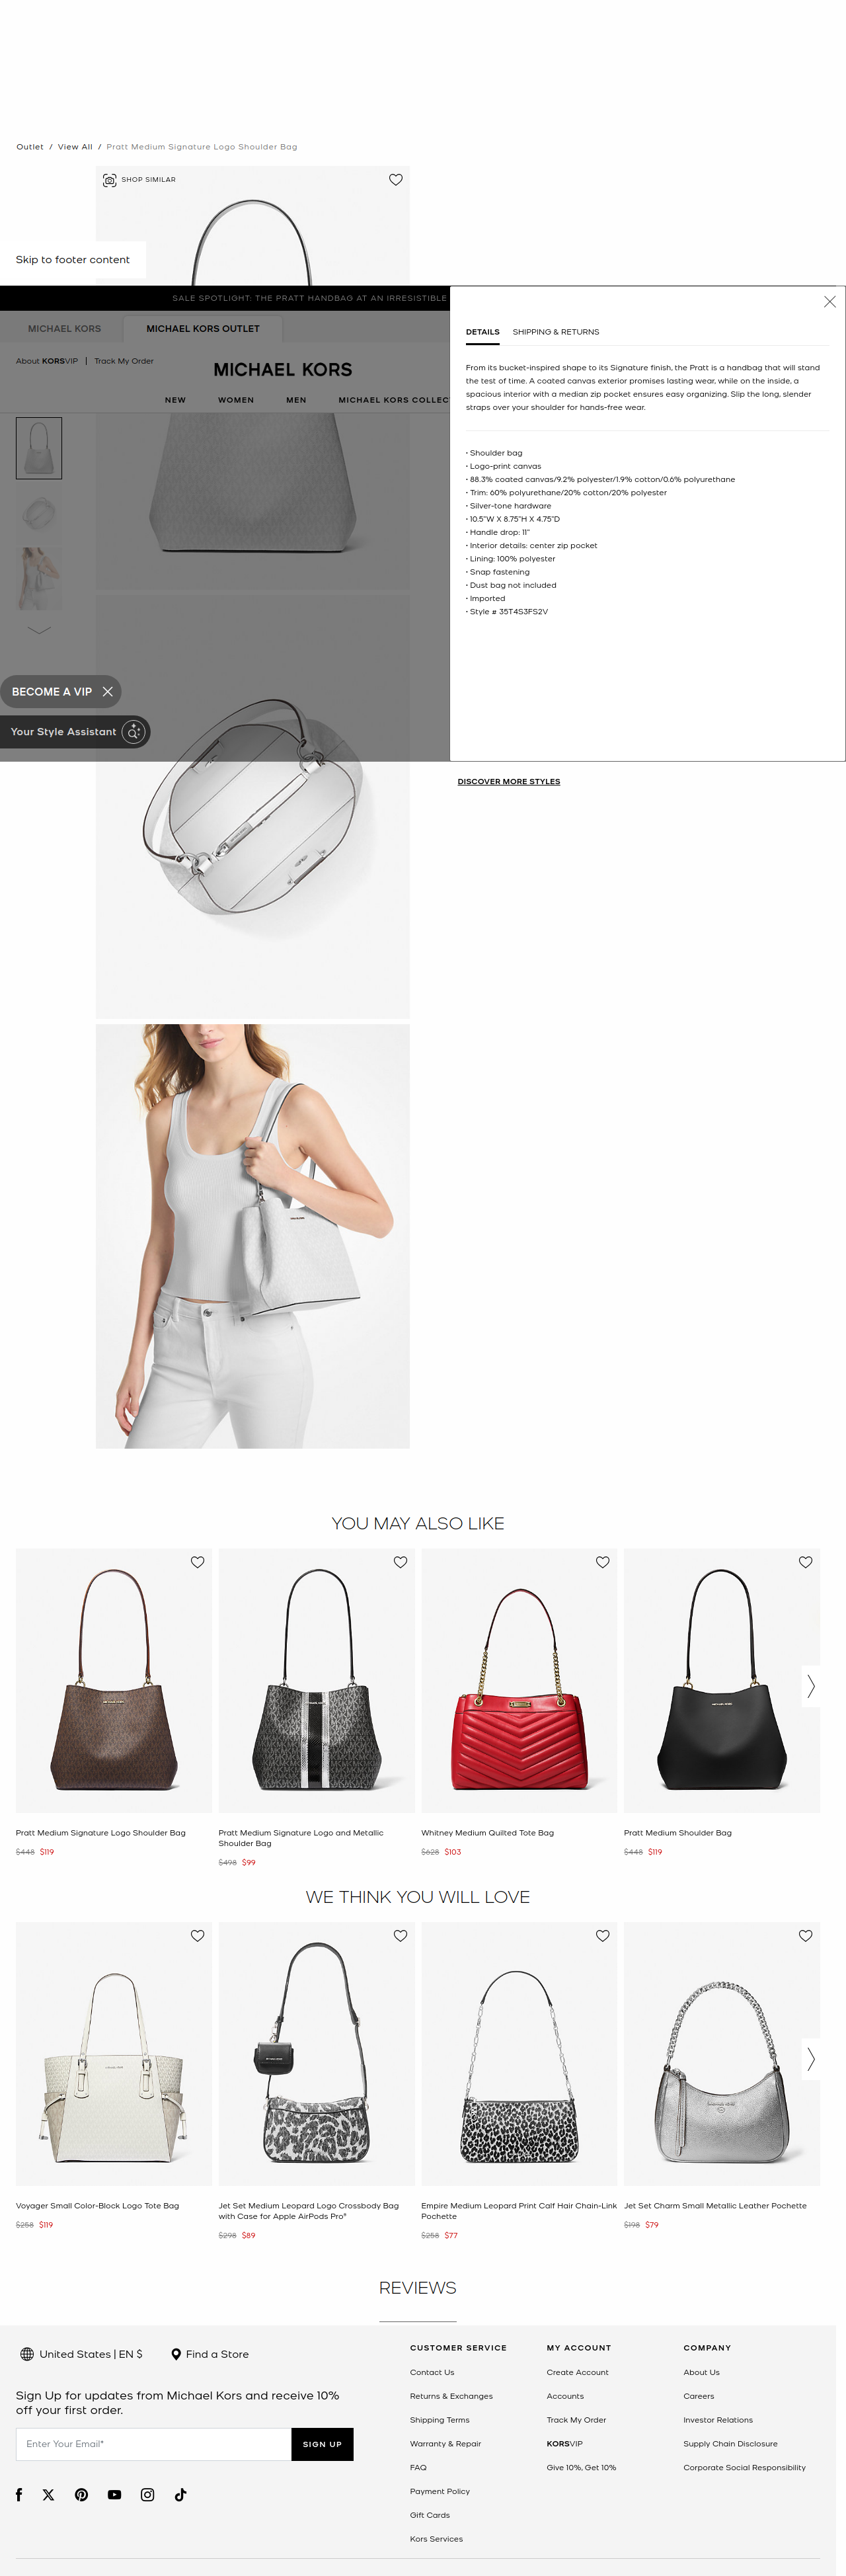 Outlet / View All / Pratt Medium Signature Logo Shoulder Bag
SHOP SIMILAR
Skip to footer content
SALE SPOTLIGHT: THE PRATT HANDBAG AT AN IRRESISTIBLE
MICHAEL KORS
MICHAEL KORS OUTLET
About KORSVIP | Track My Order
MICHAEL KORS
NEW
WOMEN
MEN
MICHAEL KORS COLLECT
BECOME A VIP
Your Style Assistant
DETAILS
SHIPPING & RETURNS
From its bucket-inspired shape to its Signature finish, the Pratt is a handbag that will stand
the test of time. A coated canvas exterior promises lasting wear, while on the inside, a
spacious interior with a median zip pocket ensures easy organizing. Slip the long, slender
straps over your shoulder for hands-free wear.
• Shoulder bag
• Logo-print canvas
• 88.3% coated canvas/9.2% polyester/1.9% cotton/0.6% polyurethane
• Trim: 60% polyurethane/20% cotton/20% polyester
• Silver-tone hardware
• 10.5"W X 8.75"H X 4.75"D
• Handle drop: 11"
• Interior details: center zip pocket
• Lining: 100% polyester
• Snap fastening
• Dust bag not included
• Imported
• Style # 35T4S3FS2V
DISCOVER MORE STYLES
YOU MAY ALSO LIKE
Pratt Medium Signature Logo Shoulder Bag
$448 $119
Pratt Medium Signature Logo and Metallic
Shoulder Bag
$498 $99
Whitney Medium Quilted Tote Bag
$628 $103
Pratt Medium Shoulder Bag
$448 $119
WE THINK YOU WILL LOVE
Voyager Small Color-Block Logo Tote Bag
$258 $119
Jet Set Medium Leopard Logo Crossbody Bag
with Case for Apple AirPods Pro®
$298 $89
Empire Medium Leopard Print Calf Hair Chain-Link
Pochette
$258 $77
Jet Set Charm Small Metallic Leather Pochette
$198 $79
REVIEWS
United States | EN $
Find a Store
Sign Up for updates from Michael Kors and receive 10%
off your first order.
Enter Your Email*
SIGN UP
CUSTOMER SERVICE
Contact Us
Returns & Exchanges
Shipping Terms
Warranty & Repair
FAQ
Payment Policy
Gift Cards
Kors Services
MY ACCOUNT
Create Account
Accounts
Track My Order
KORSVIP
Give 10%, Get 10%
COMPANY
About Us
Careers
Investor Relations
Supply Chain Disclosure
Corporate Social Responsibility